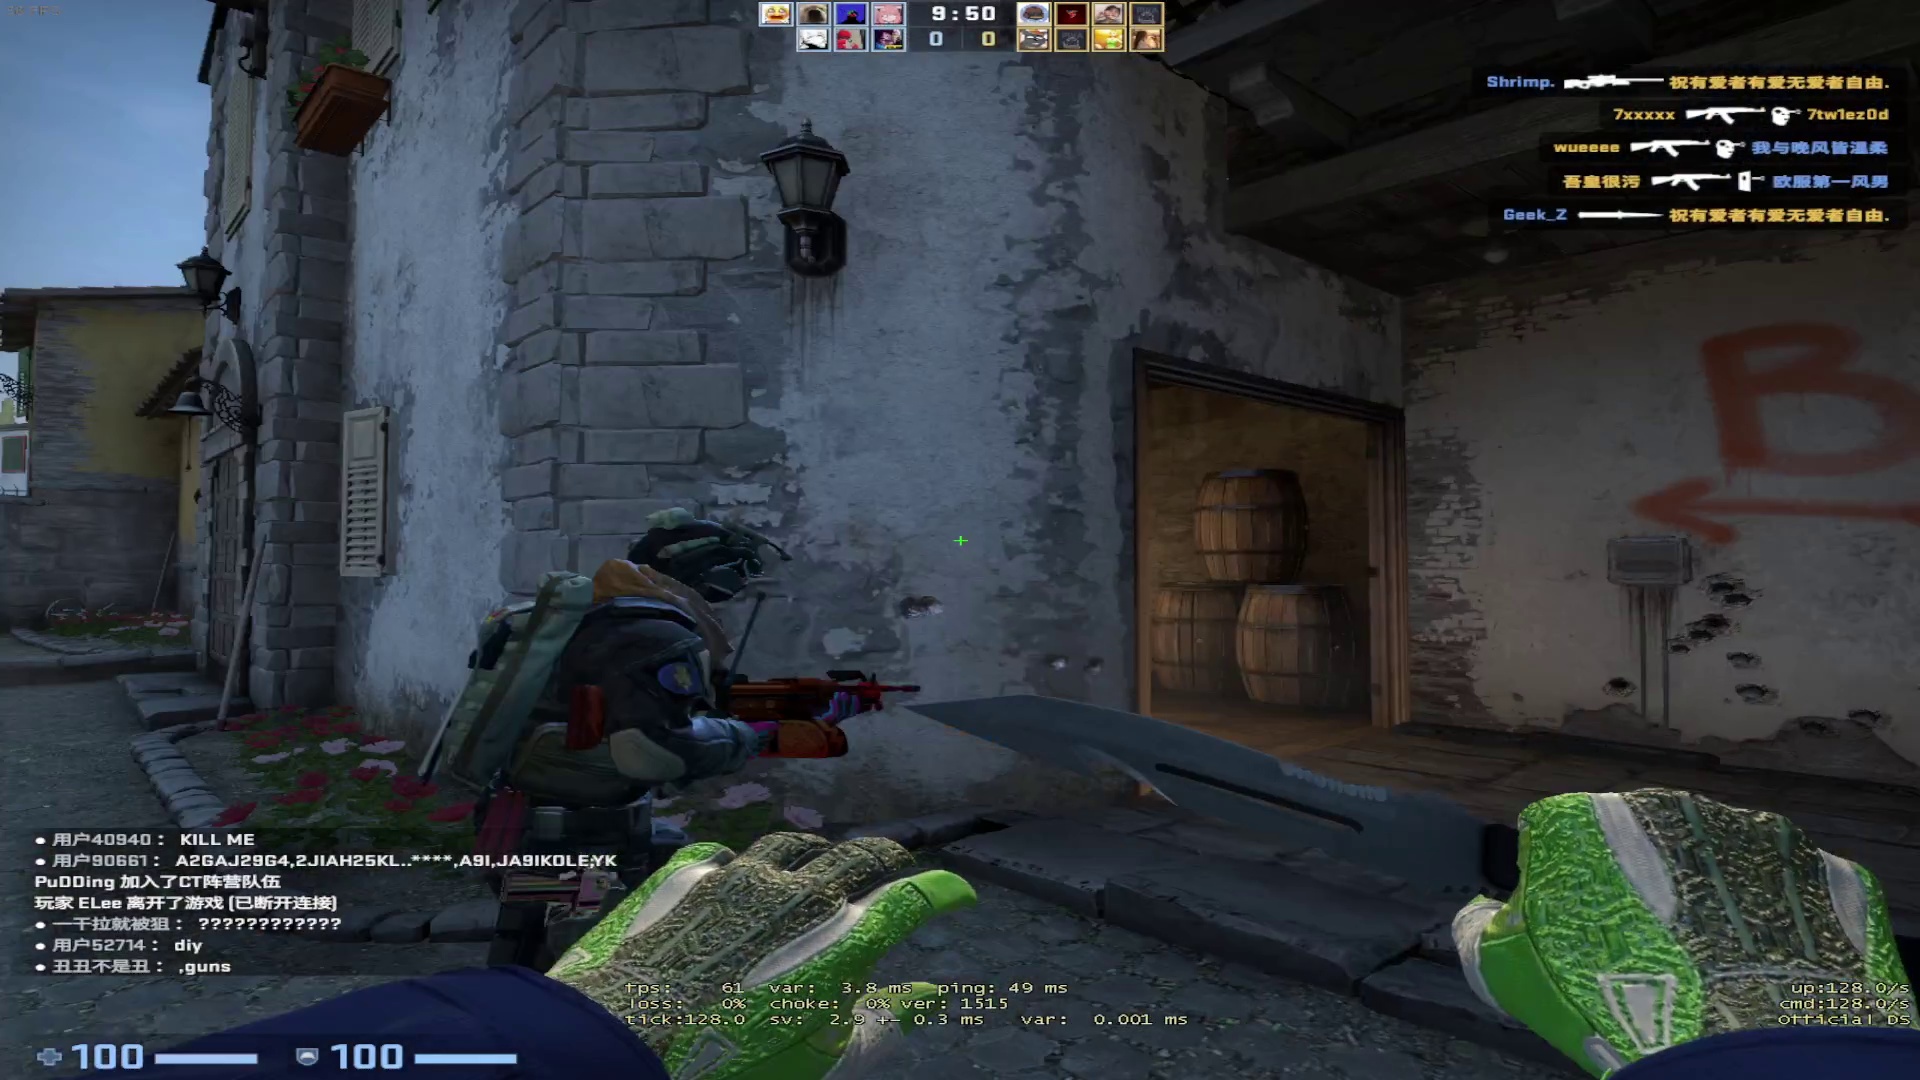 9:50
0 0
Shrimp. 祝有爱者有爱无爱者自由.
7xxxxx 7tw1ez0d
wueeee 我与晚风皆温柔
吾皇很污 欧服第一风男
Geek_Z 祝有爱者有爱无爱者自由.
B
用户40940： KILL ME
用户90661： A2GAJ29G4,2JIAH25KL..****,A9I,JA9IKOLE;YK
PuDDing 加入了CT阵营队伍
玩家 ELee 离开了游戏 (已断开连接)
一干拉就被狙： ????????????
用户52714： diy
丑丑不是丑： ,guns
fps: 61 var: 3.8 ms ping: 49 ms
loss: 0% choke: 0% ver: 1515
tick:128.0 sv: 2.9 +- 0.3 ms var: 0.001 ms
up:128.0/s
cmd:128.0/s
Official DS
100 100